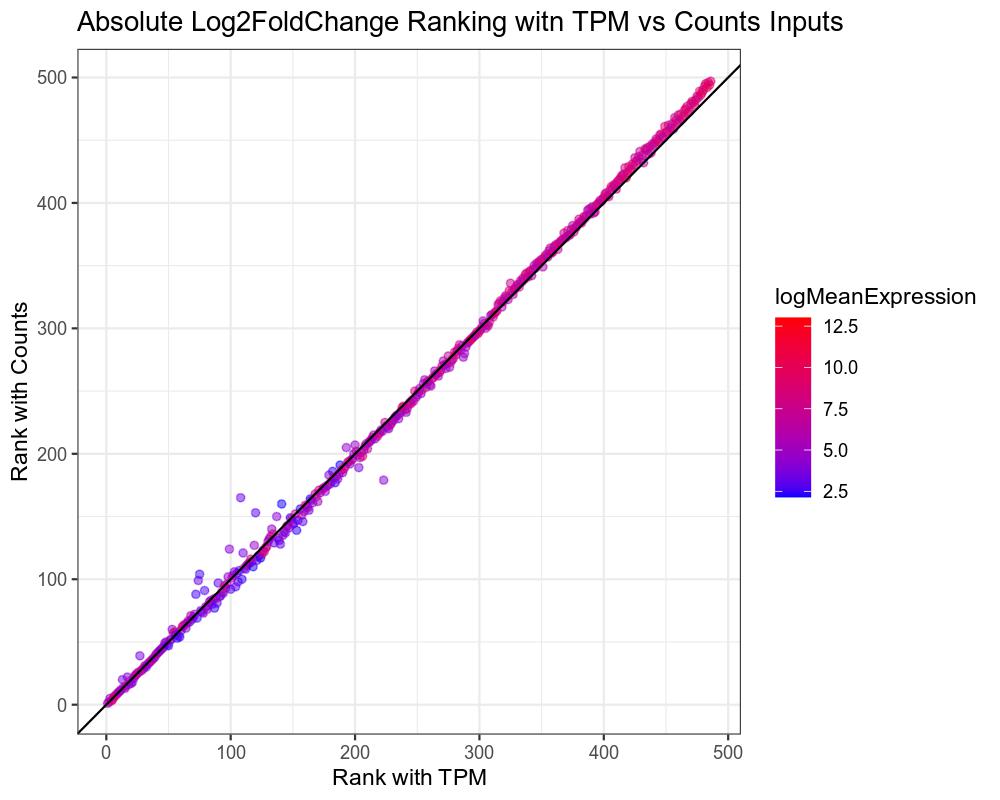 Absolute Log2FoldChange Ranking witn TPM vs Counts Inputs
500
400
300
200
100
0
Rank with Counts
0 100 200 300 400 500
Rank with TPM
logMeanExpression
12.5
10.0
7.5
5.0
2.5